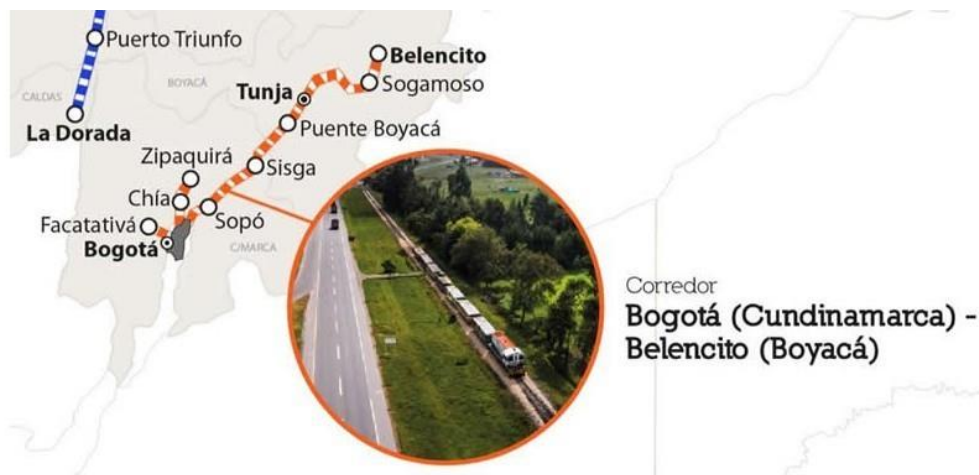 Puerto Triunfo
BOYACÁ
CALDAS
La Dorada
Belencito
Sogamoso
Tunja
Puente Boyacá
Zipaquirá
Sisga
Chía
Sopó
Facatativá
Bogotá
C/MARCA
Corredor
Bogotá (Cundinamarca) -
Belencito (Boyacá)